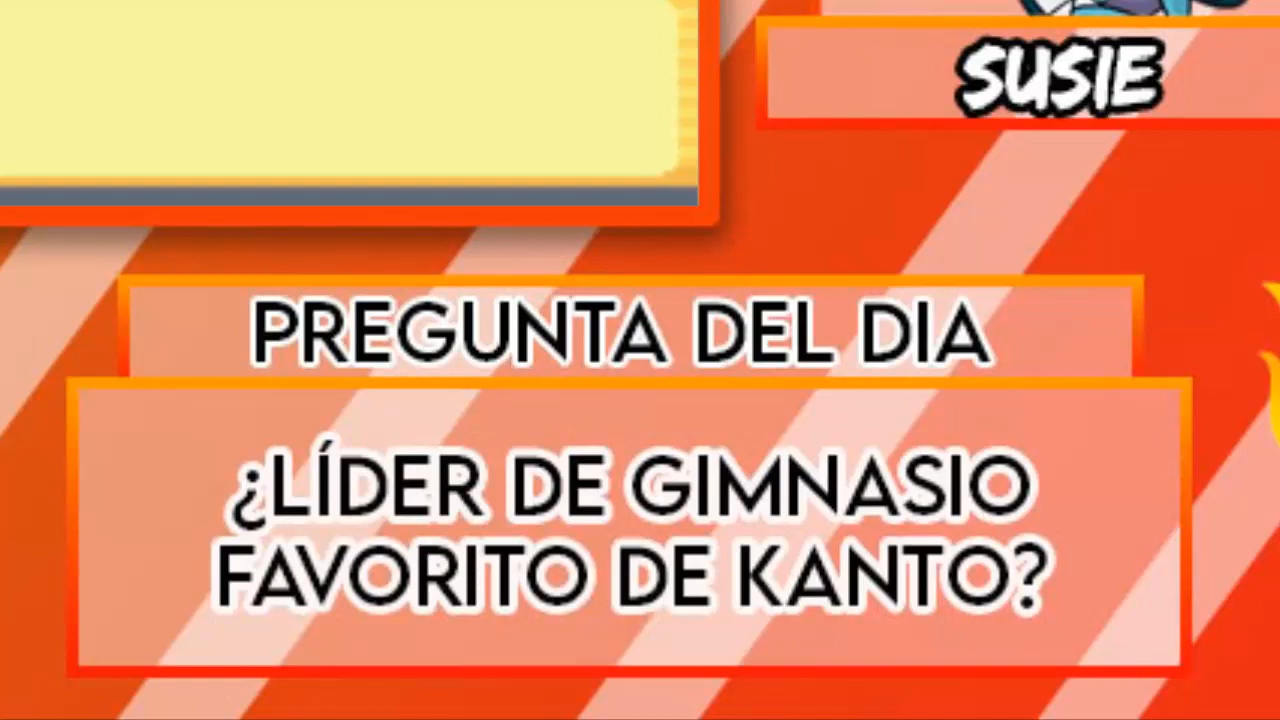 SUSIE
PREGUNTA DEL DIA
¿LÍDER DE GIMNASIO
FAVORITO DE KANTO?